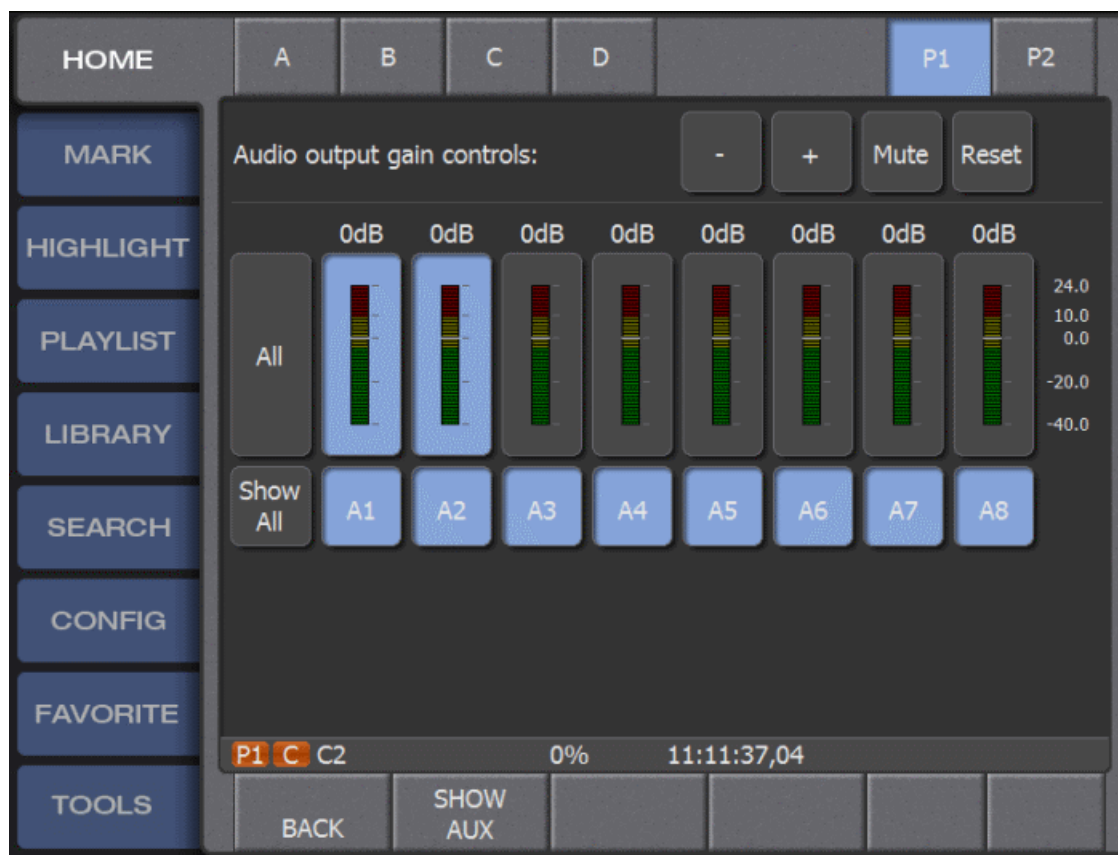 HOME A B C D P1 P2
MARK
Audio output gain controls: - + Mute Reset
HIGHLIGHT
0dB 0dB 0dB 0dB 0dB 0dB 0dB 0dB
24.0
10.0
PLAYLIST
0.0
All
-20.0
LIBRARY
-40.0
Show
All
A1 A2 A3 A4 A5 A6 A7 A8
SEARCH
CONFIG
FAVORITE
P1 C C2 0% 11:11:37,04
TOOLS
BACK
SHOW
AUX